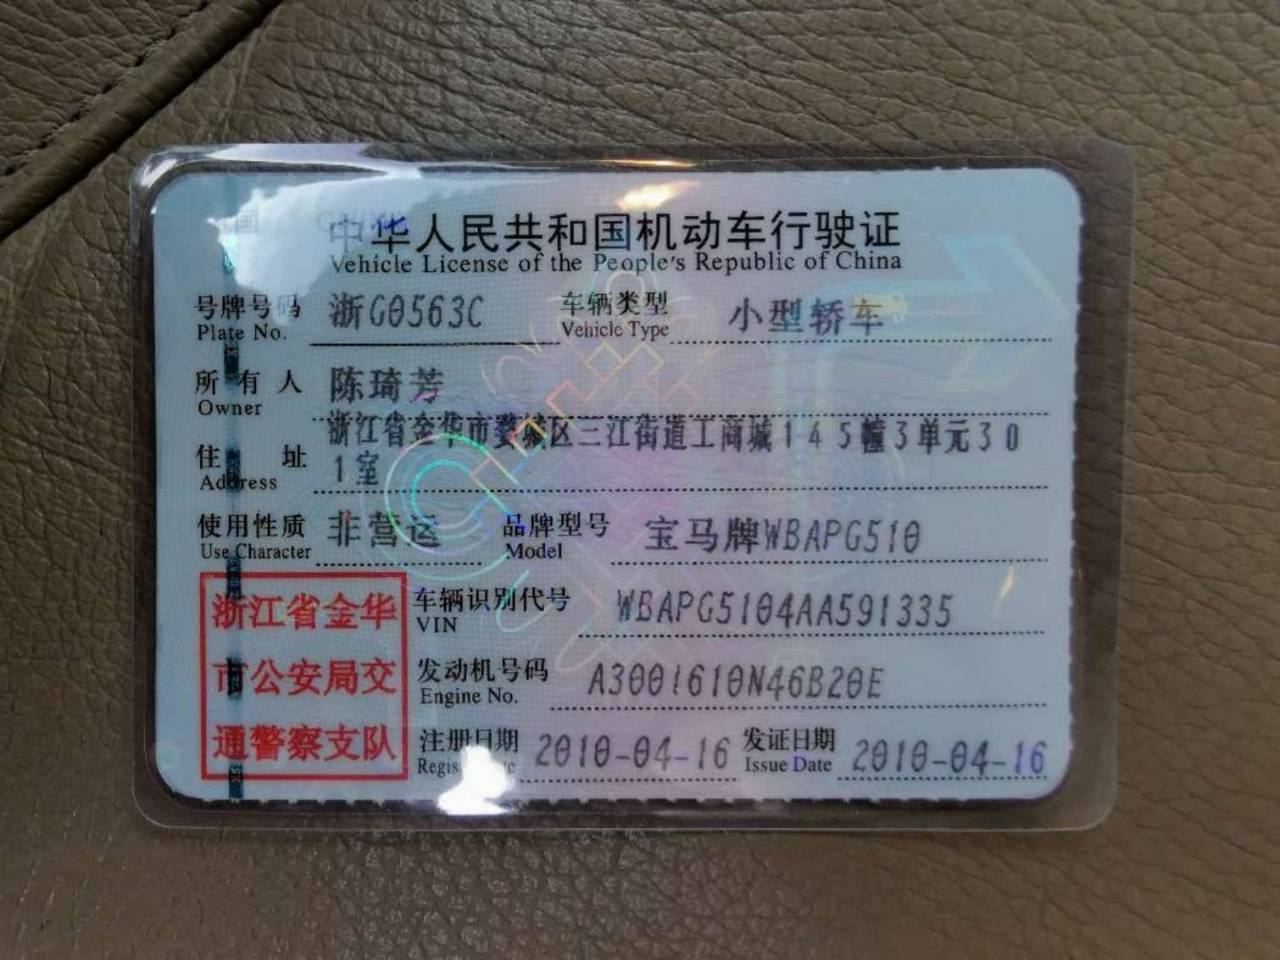 中华人民共和国机动车行驶证
Vehicle License of the People's Republic of China
号牌号码 浙G0563C 车辆类型 小型轿车
Plate No. Vehicle Type
所有人 陈琦芳
Owner
浙江省金华市婺城区三江街道工商城145幢3单元30
住址 1室
Address
使用性质 非营运 品牌型号 宝马牌WBAPG510
Use Character Model
浙江省金华
市公安局交
通警察支队
车辆识别代号 WBAPG5104AA591335
VIN
发动机号码 A3001610N46B20E
Engine No.
注册日期 2010-04-16 发证日期 2010-04-16
Issue Date